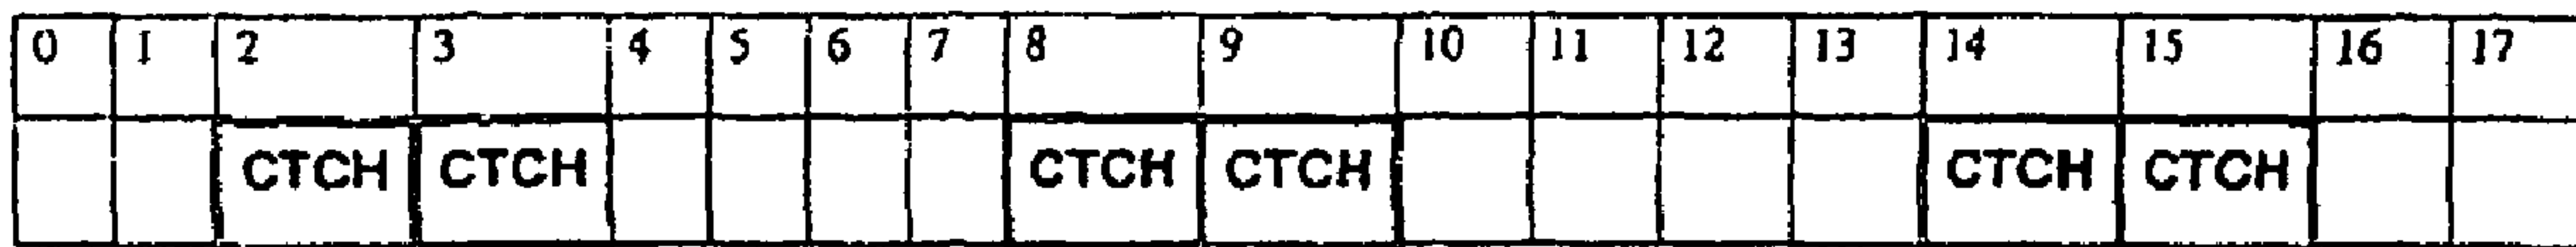 0 1 2 3 4 5 6 7 8 9 10 11 12 13 14 15 16 17
CTCH CTCH CTCH CTCH CTCH CTCH